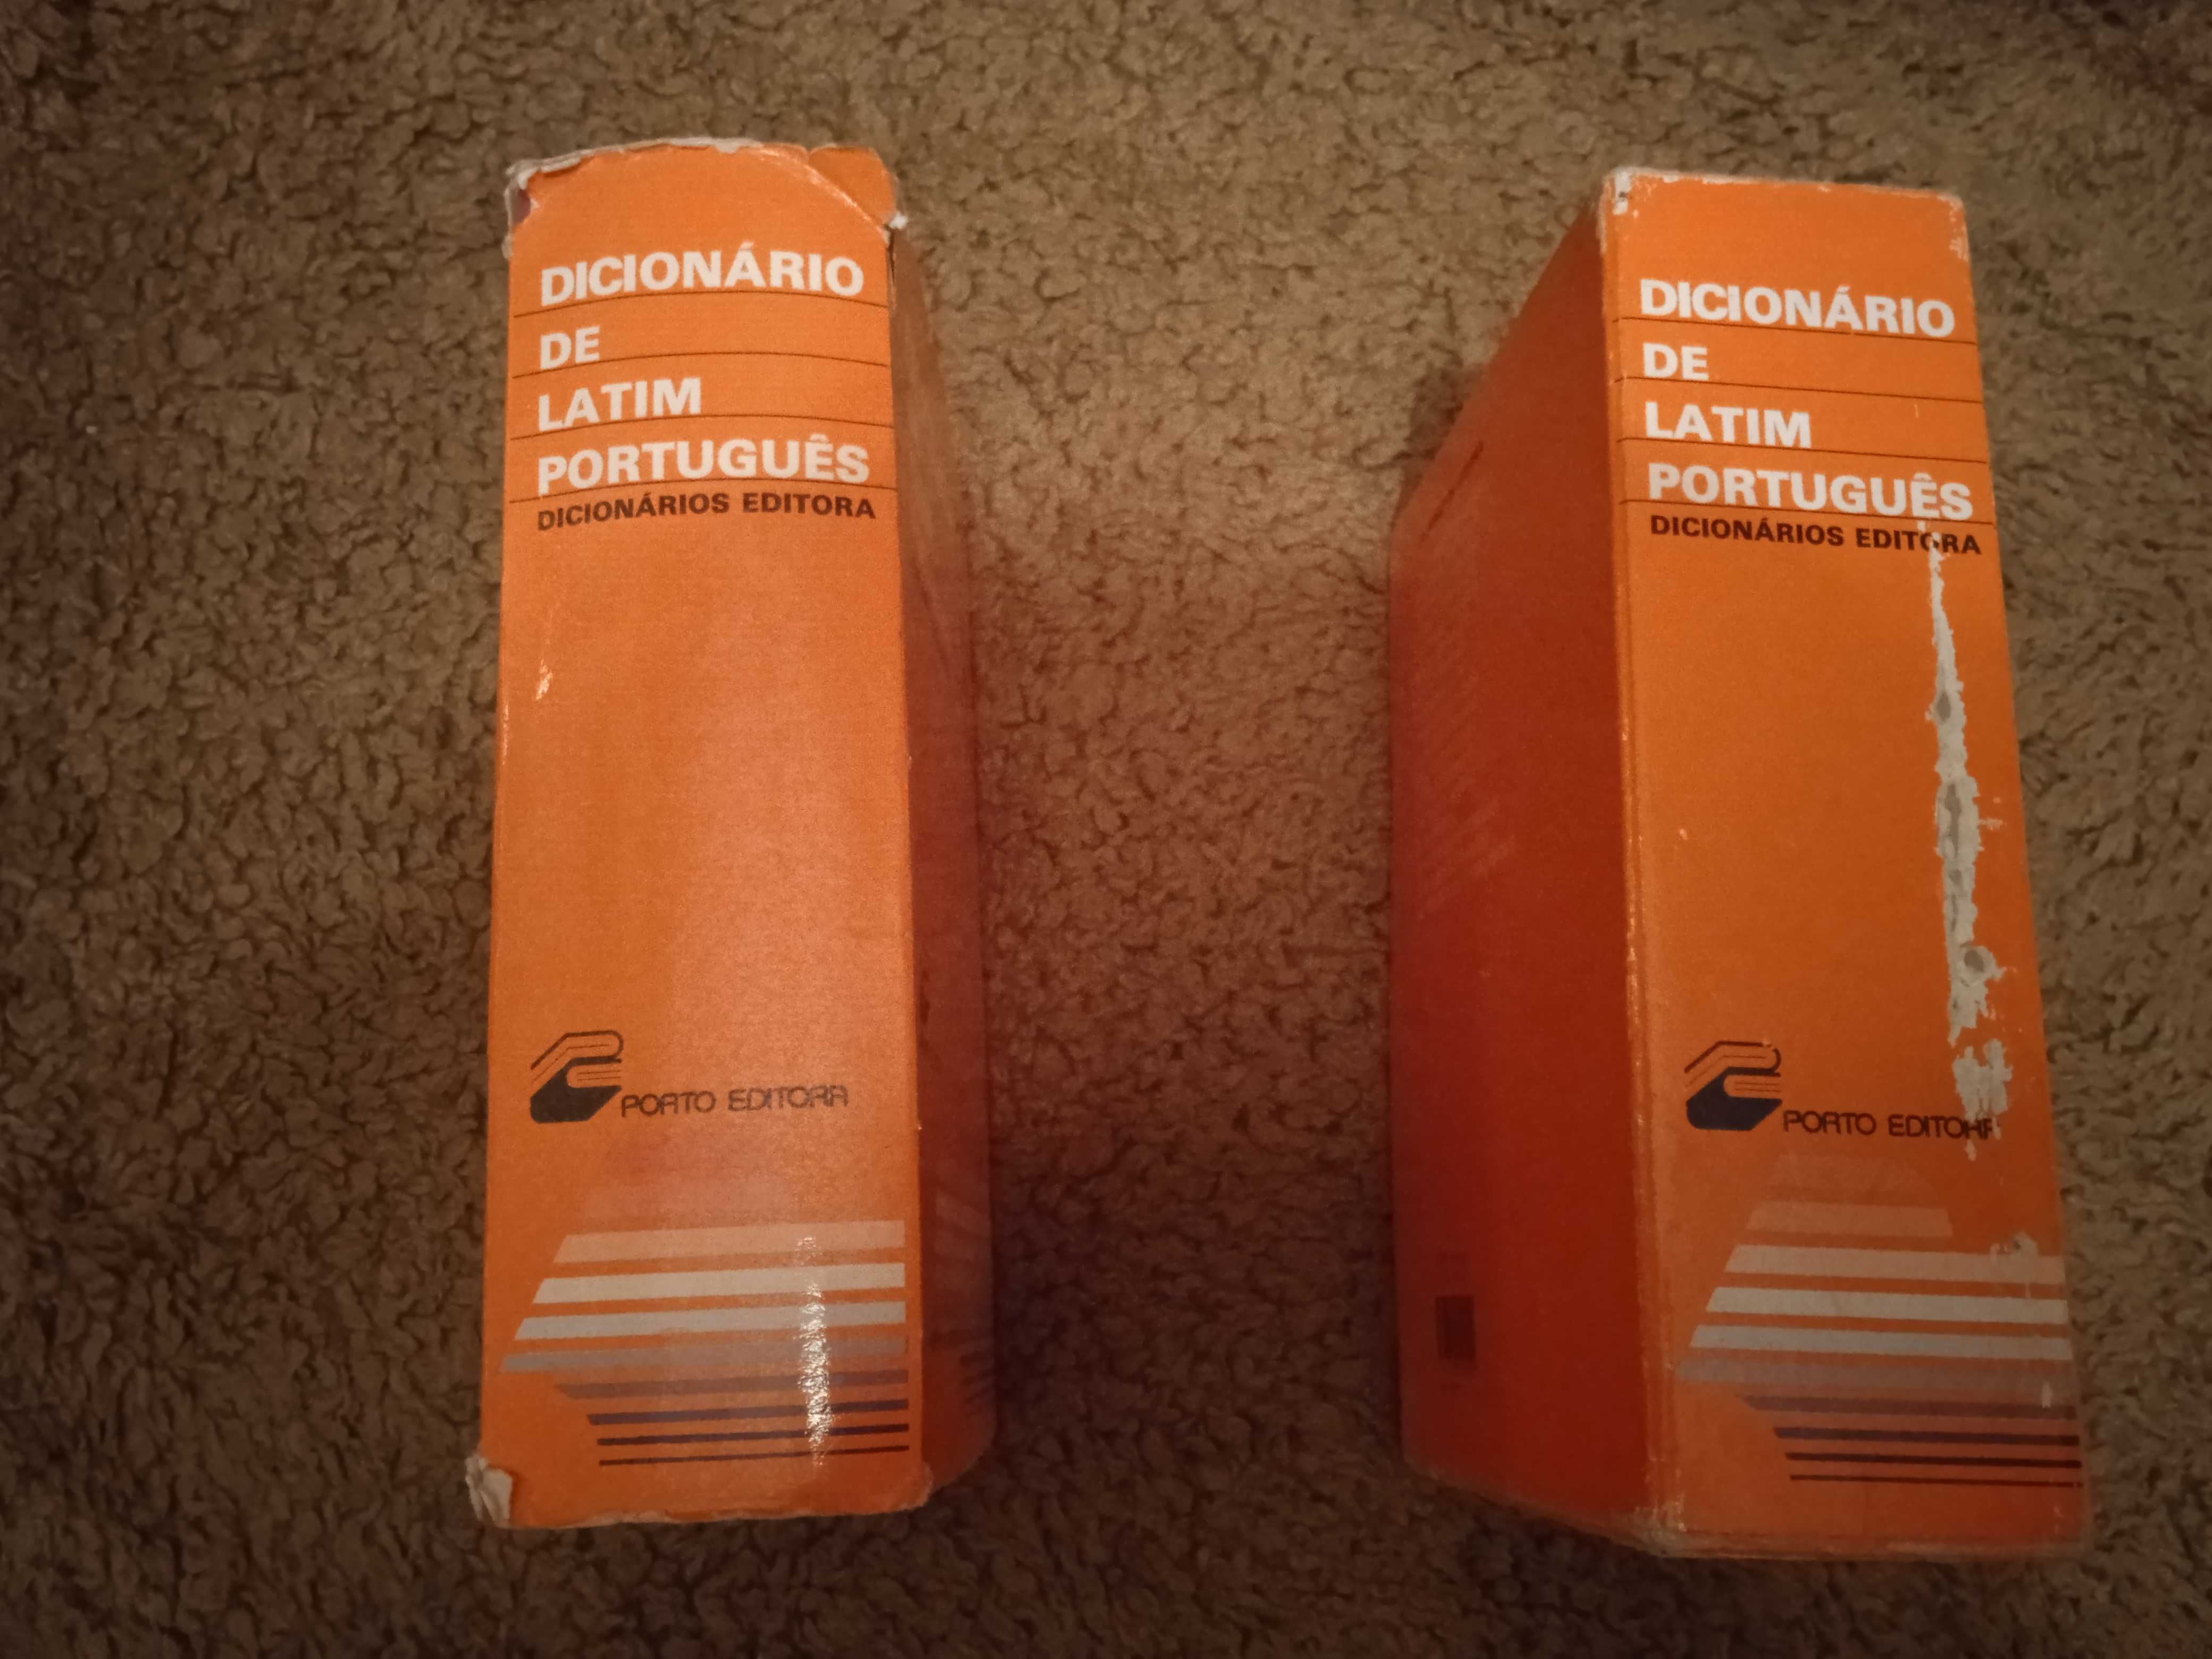 DICIONÁRIO
DE
LATIM
PORTUGUÊS
DICIONÁRIOS EDITORA
PORTO EDITORA
DICIONÁRIO
DE
LATIM
PORTUGUÊS
DICIONÁRIOS EDITORA
PORTO EDITORA